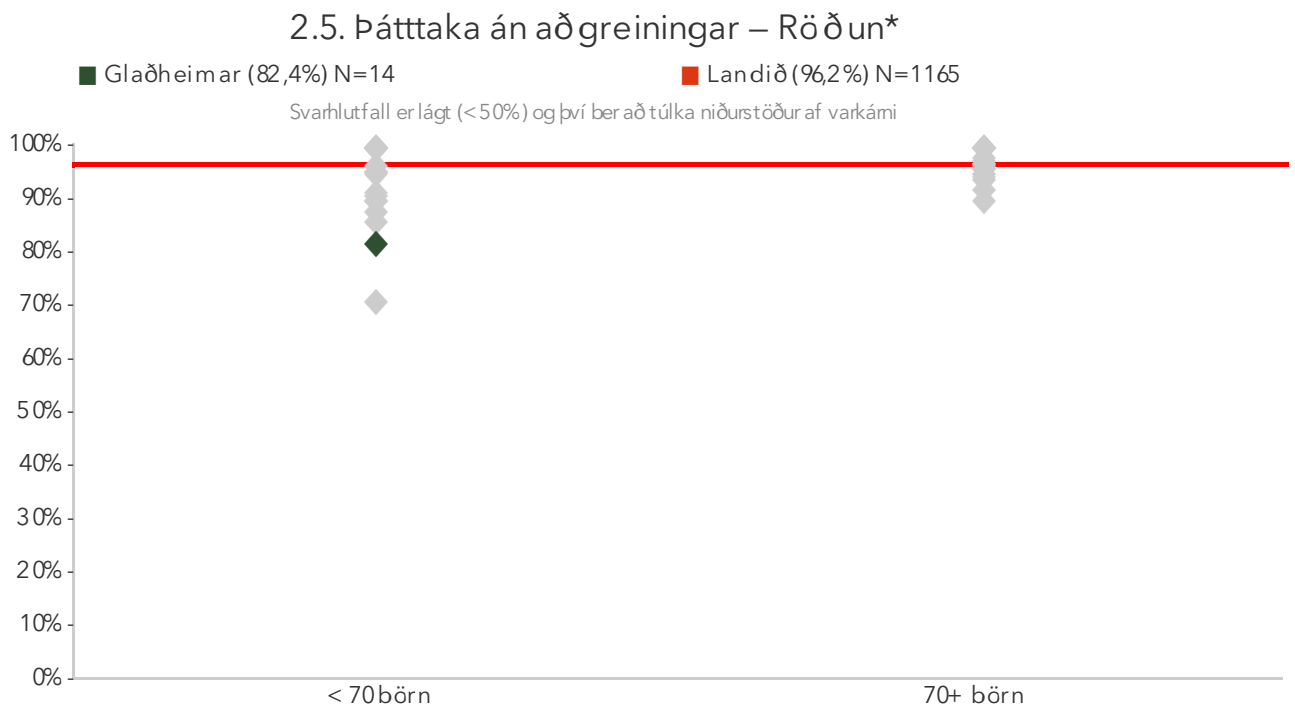 2.5. Þátttaka án aðgreiningar – Röðun*
Glaðheimar (82,4%) N=14
Landið (96,2%) N=1165
Svarhlutfall er lágt (<50%) og því ber að túlka niðurstöður af varkárni
100%
90%
80%
70%
60%
50%
40%
30%
20%
10%
0%
< 70 börn
70+ börn